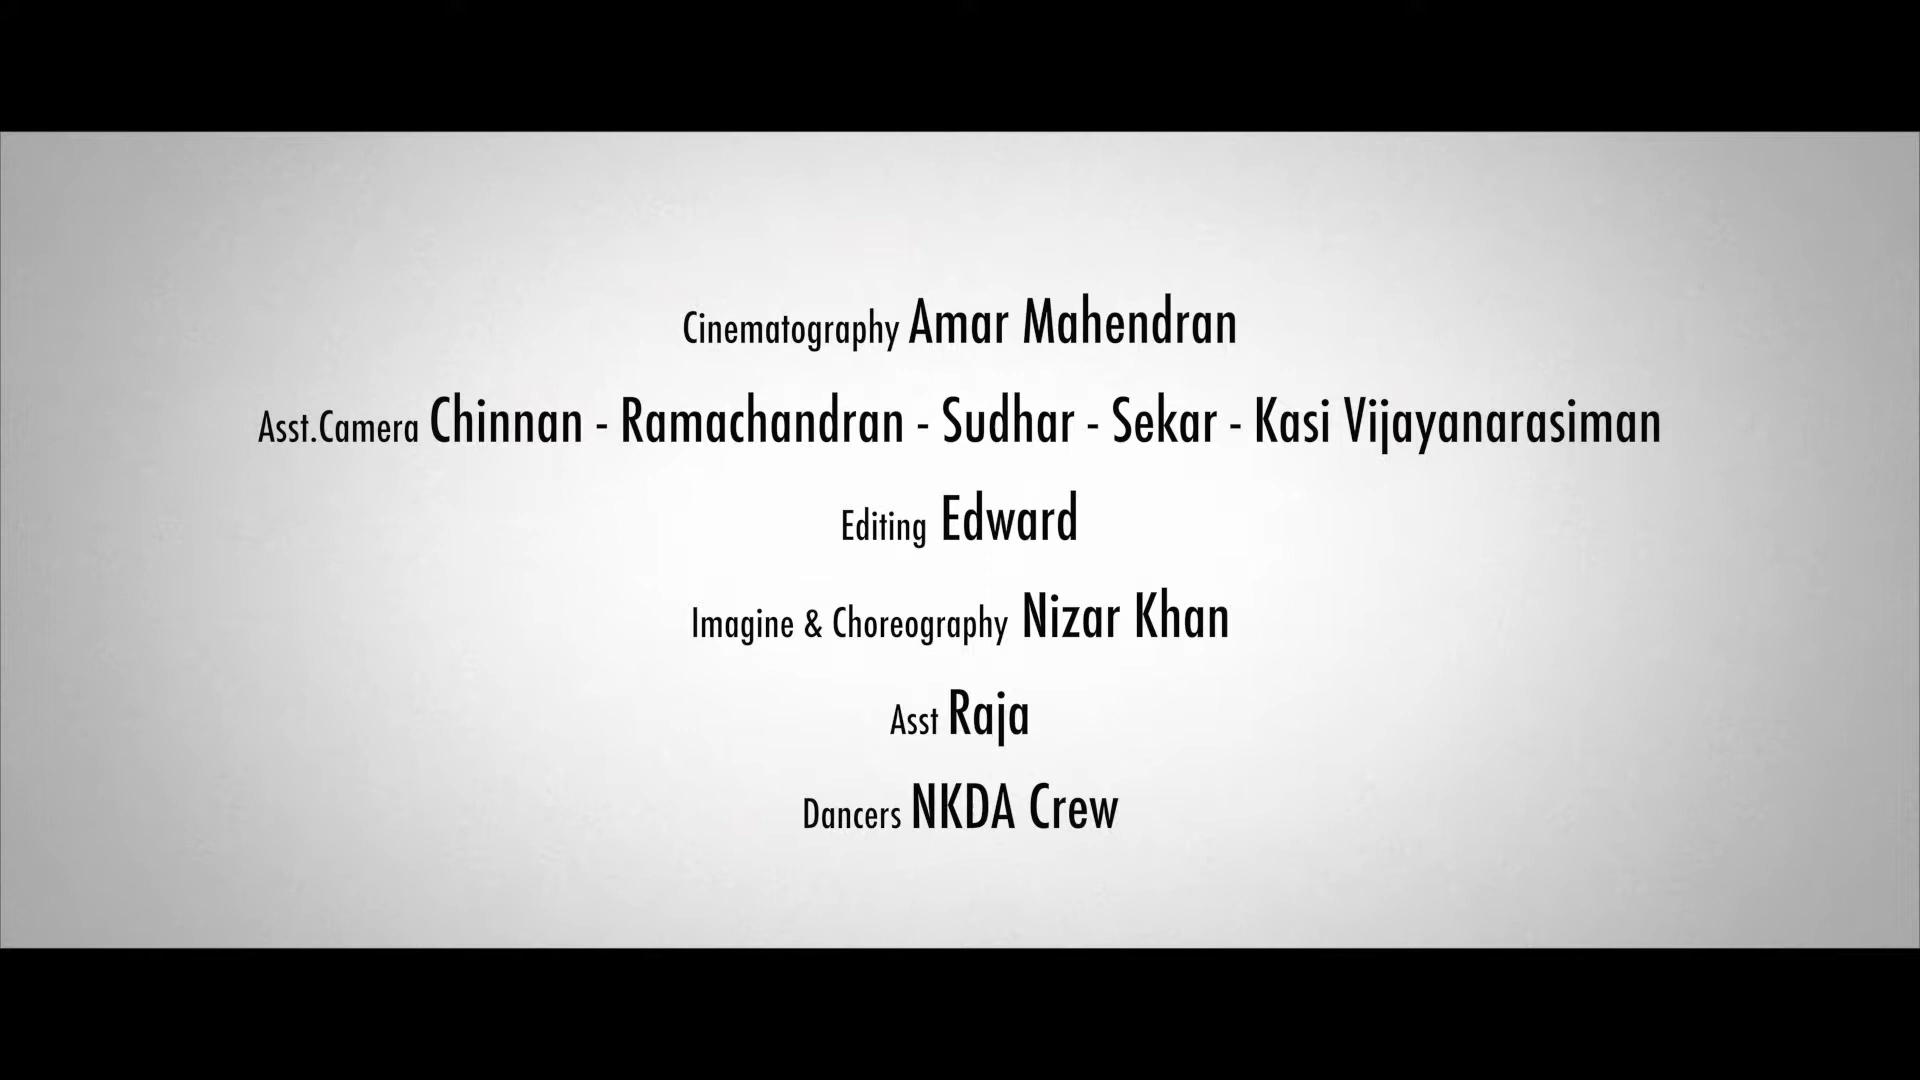 Cinematography Amar Mahendran
Asst.Camera Chinnan - Ramachandran - Sudhar - Sekar - Kasi Vijayanarasiman
Editing Edward
Imagine & Choreography Nizar Khan
Asst Raja
Dancers NKDA Crew